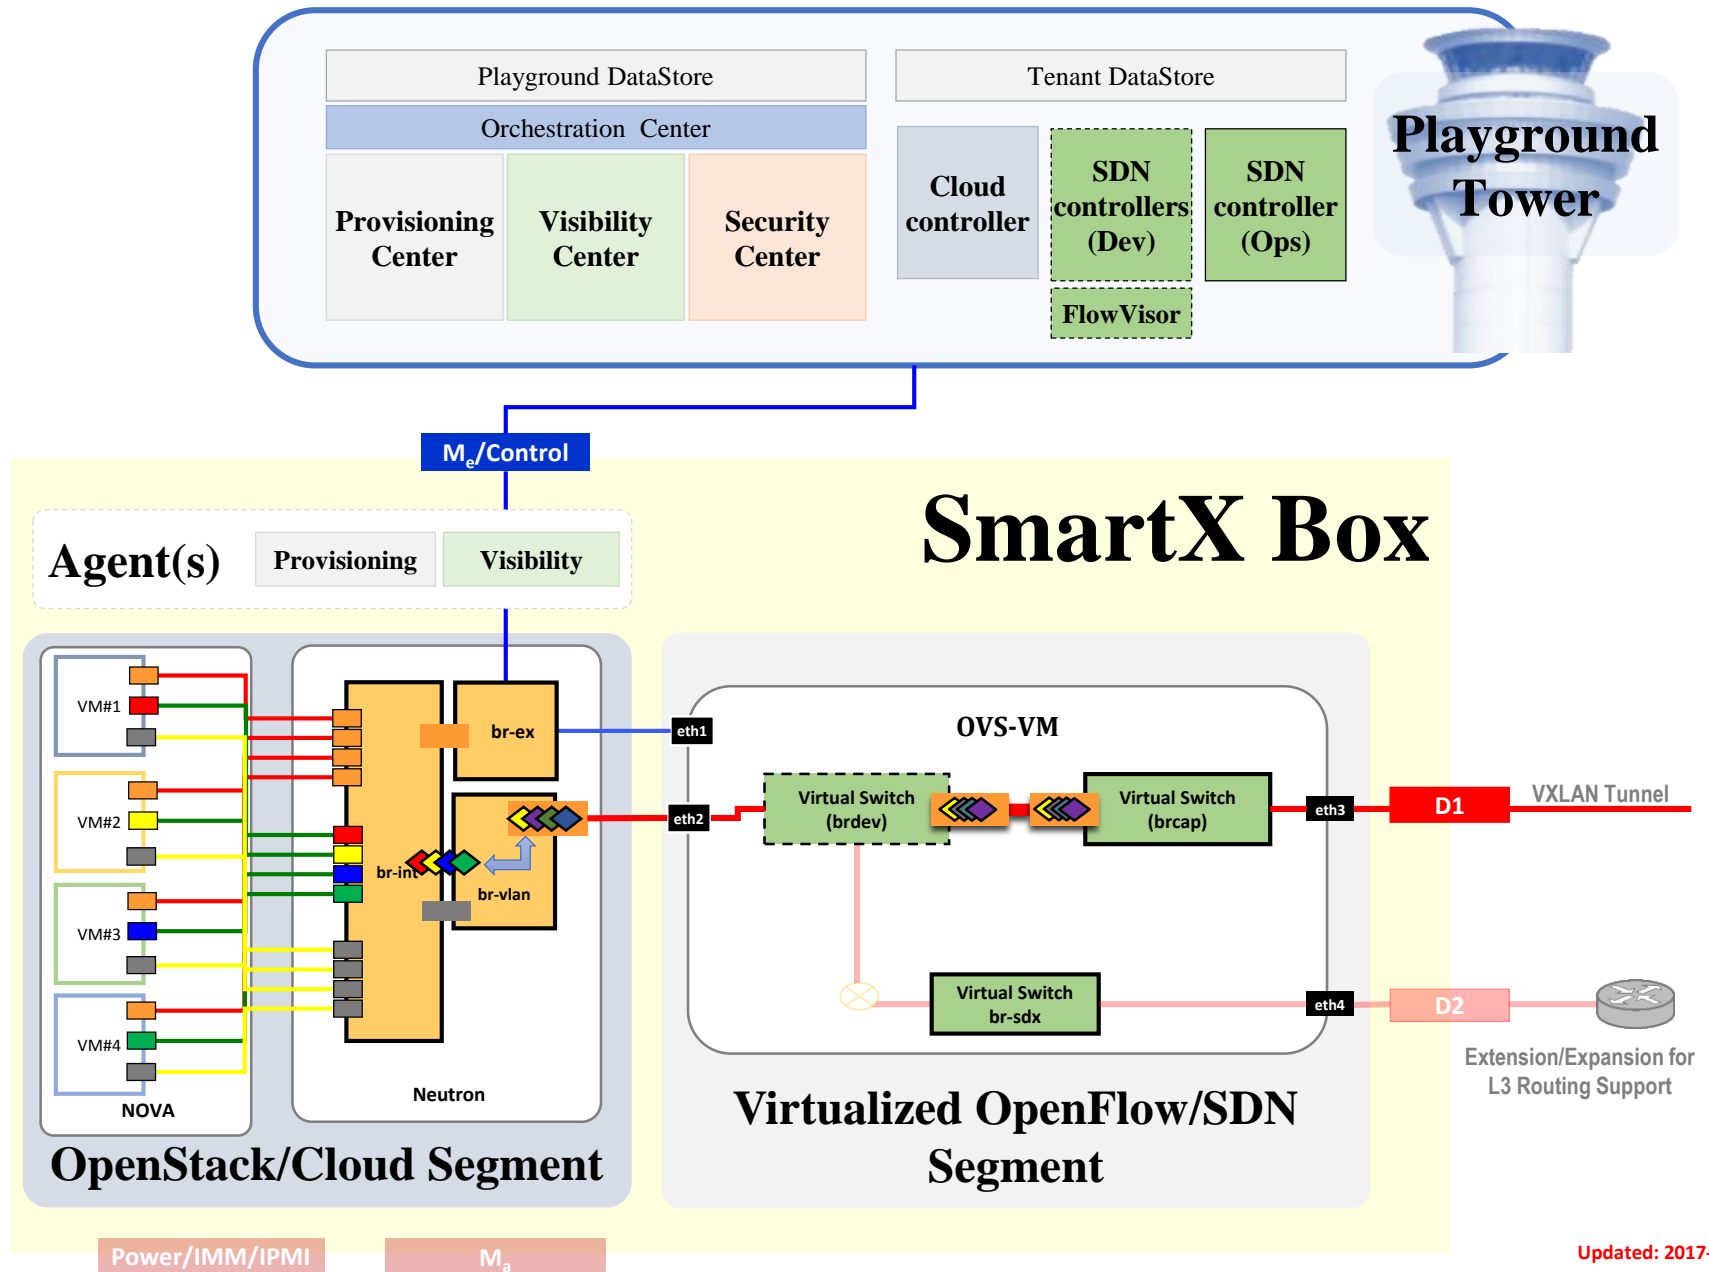 Playground DataStore
Tenant DataStore
Orchestration Center
Provisioning
Center
Visibility
Center
Security
Center
Cloud
controller
SDN
controllers
(Dev)
SDN
controller
(Ops)
FlowVisor
Playground
Tower
Me/Control
SmartX Box
Agent(s)
Provisioning
Visibility
VM#1
VM#2
VM#3
VM#4
NOVA
br-int
br-ex
br-vlan
Neutron
OpenStack/Cloud Segment
eth1
eth2
OVS-VM
Virtual Switch
(brdev)
Virtual Switch
(brcap)
Virtual Switch
br-sdx
eth3
eth4
Virtualized OpenFlow/SDN
Segment
D1
VXLAN Tunnel
D2
Extension/Expansion for
L3 Routing Support
Power/IMM/IPMI
Ma
Updated: 2017-